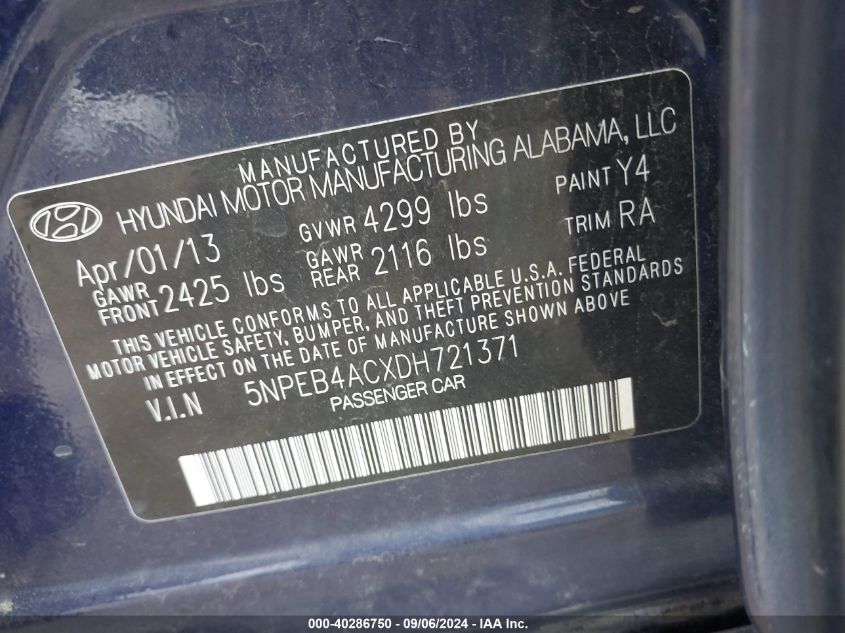 MANUFACTURED BY
HYUNDAI MOTOR MANUFACTURING ALABAMA, LLC
Apr/01/13 GVWR 4299 lbs PAINT Y4
GAWR FRONT 2425 lbs GAWR REAR 2116 lbs TRIM RA
THIS VEHICLE CONFORMS TO ALL APPLICABLE U.S.A. FEDERAL
MOTOR VEHICLE SAFETY, BUMPER, AND THEFT PREVENTION STANDARDS
IN EFFECT ON THE DATE OF MANUFACTURE SHOWN ABOVE
V.I.N 5NPEB4ACXDH721371
PASSENGER CAR
000-40286750 - 09/06/2024 - IAA Inc.